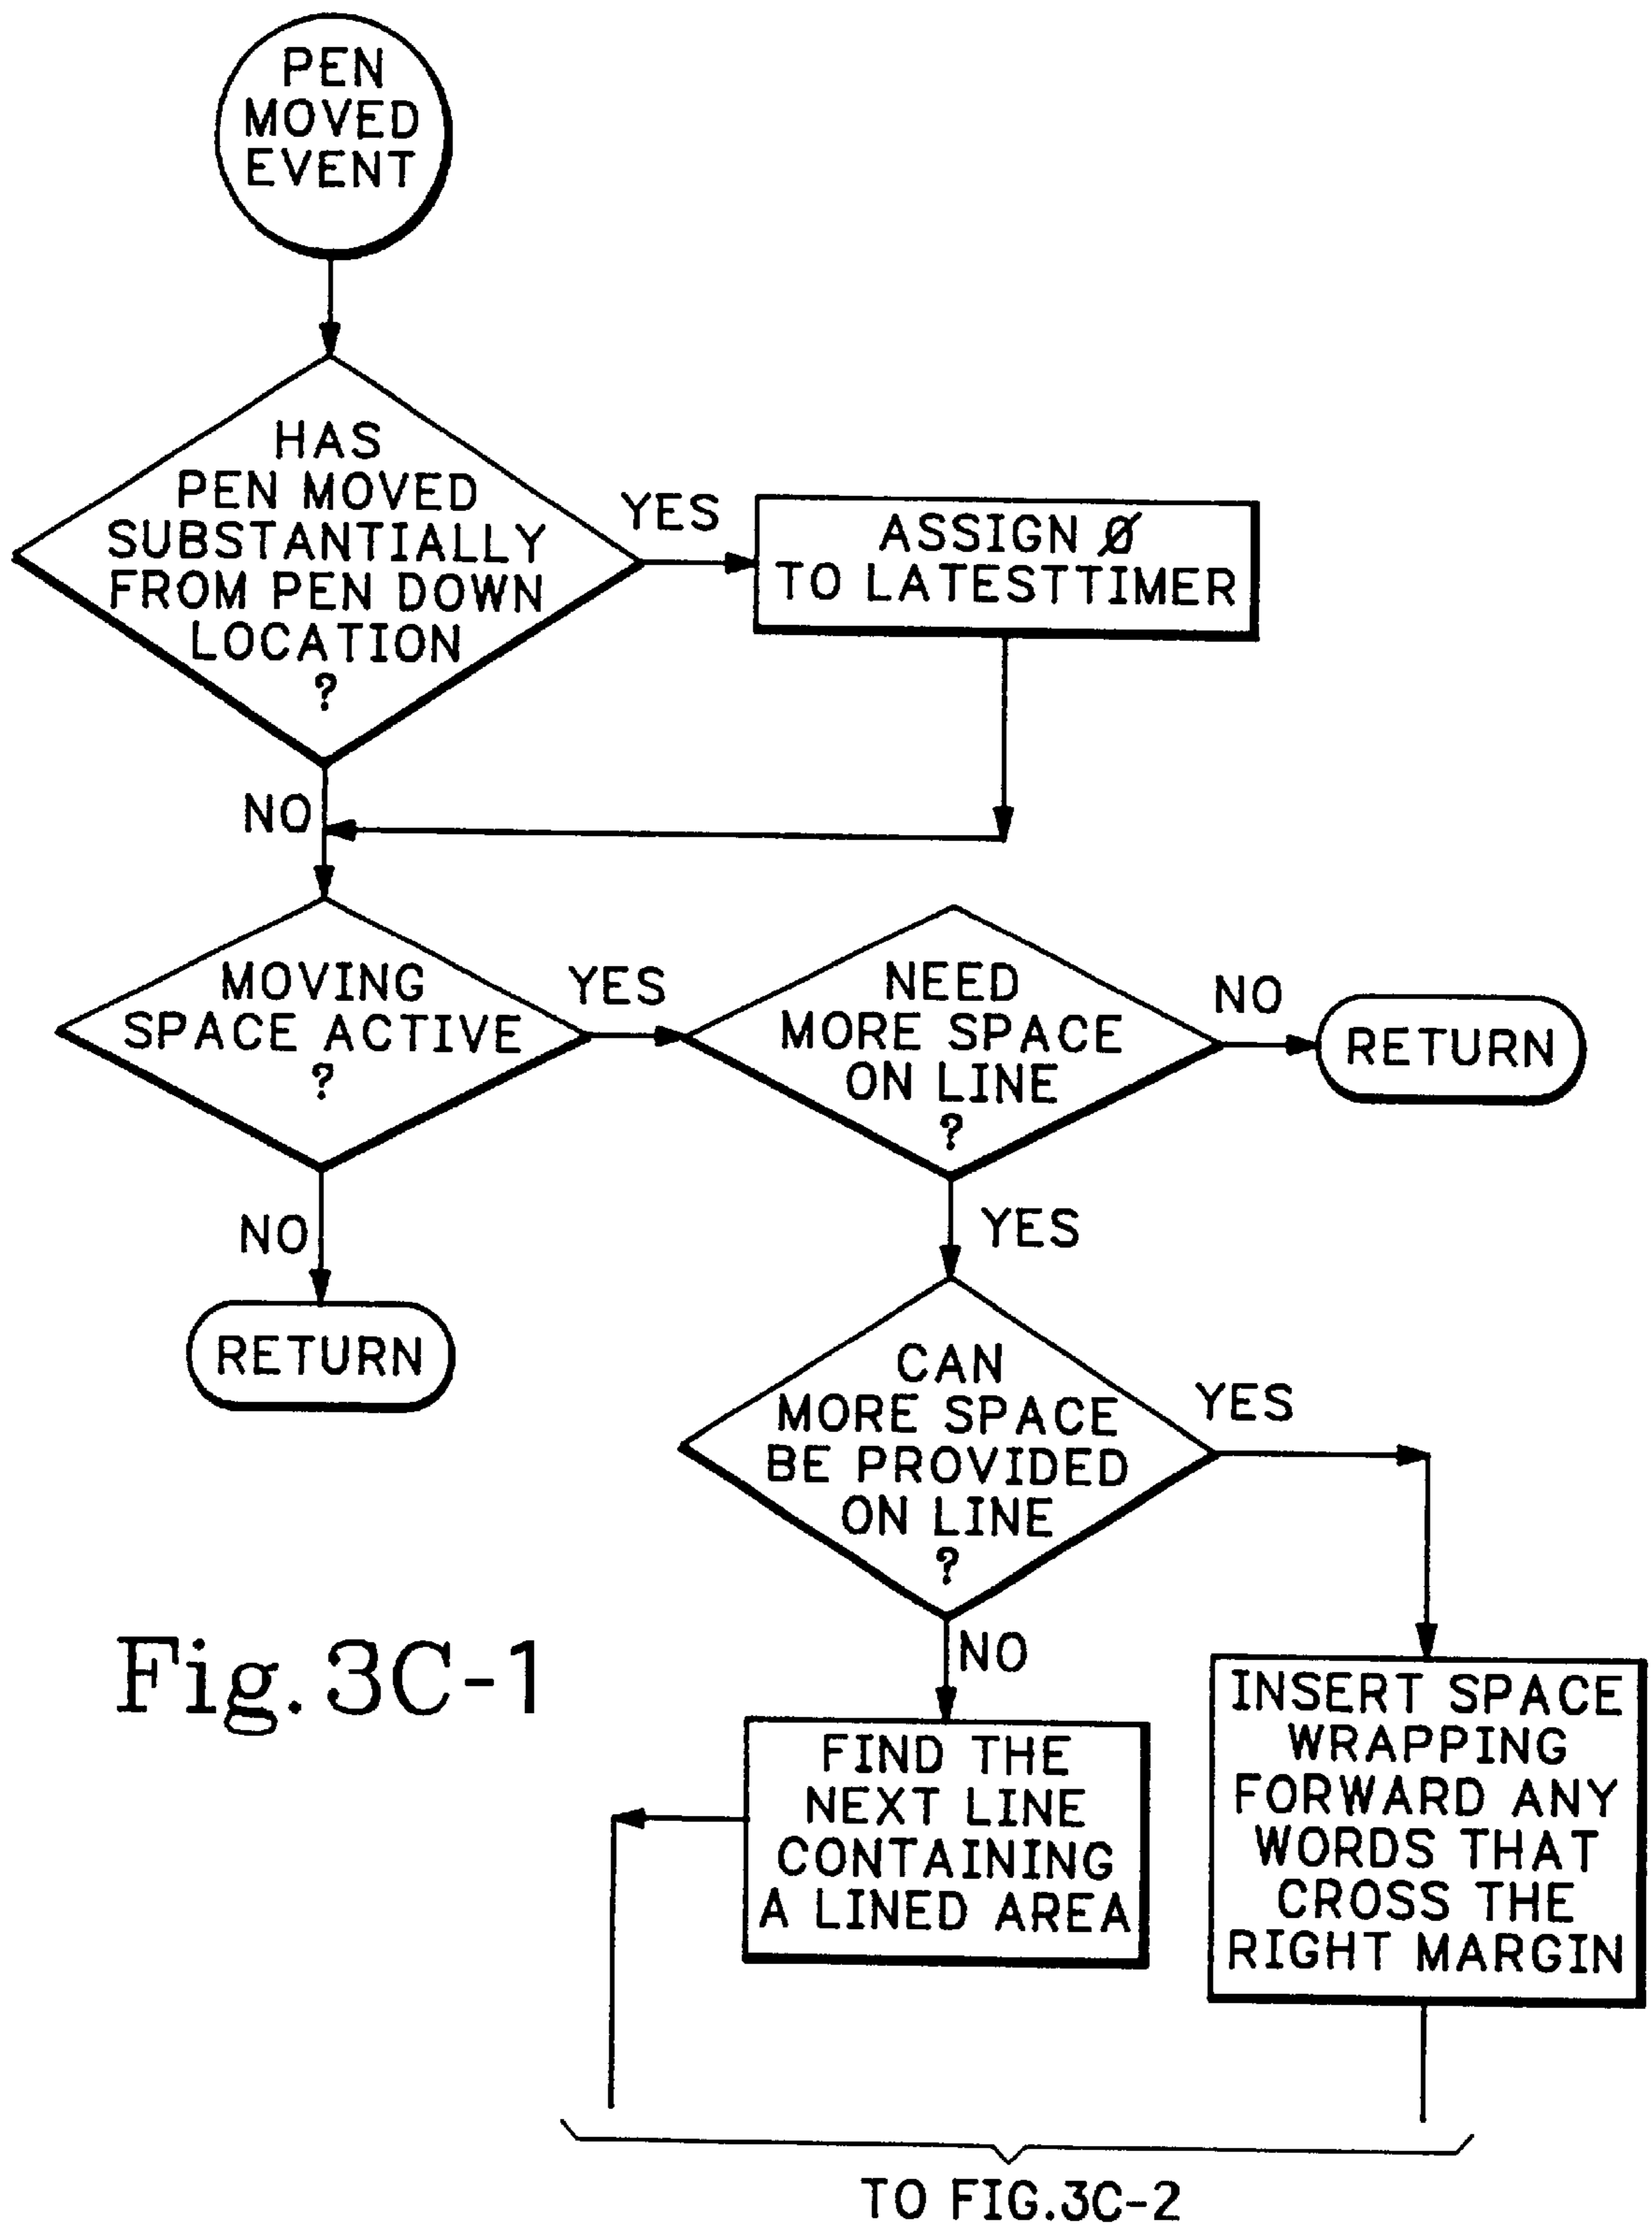 PEN
MOVED
EVENT
HAS
PEN MOVED
SUBSTANTIALLY
FROM PEN DOWN
LOCATION
?
YES
ASSIGN Ø
TO LATESTTIMER
NO
MOVING
SPACE ACTIVE
?
YES
NEED
MORE SPACE
ON LINE
?
NO
RETURN
NO
RETURN
YES
CAN
MORE SPACE
BE PROVIDED
ON LINE
?
YES
NO
Fig. 3C-1
FIND THE
NEXT LINE
CONTAINING
A LINED AREA
INSERT SPACE
WRAPPING
FORWARD ANY
WORDS THAT
CROSS THE
RIGHT MARGIN
TO FIG.3C-2